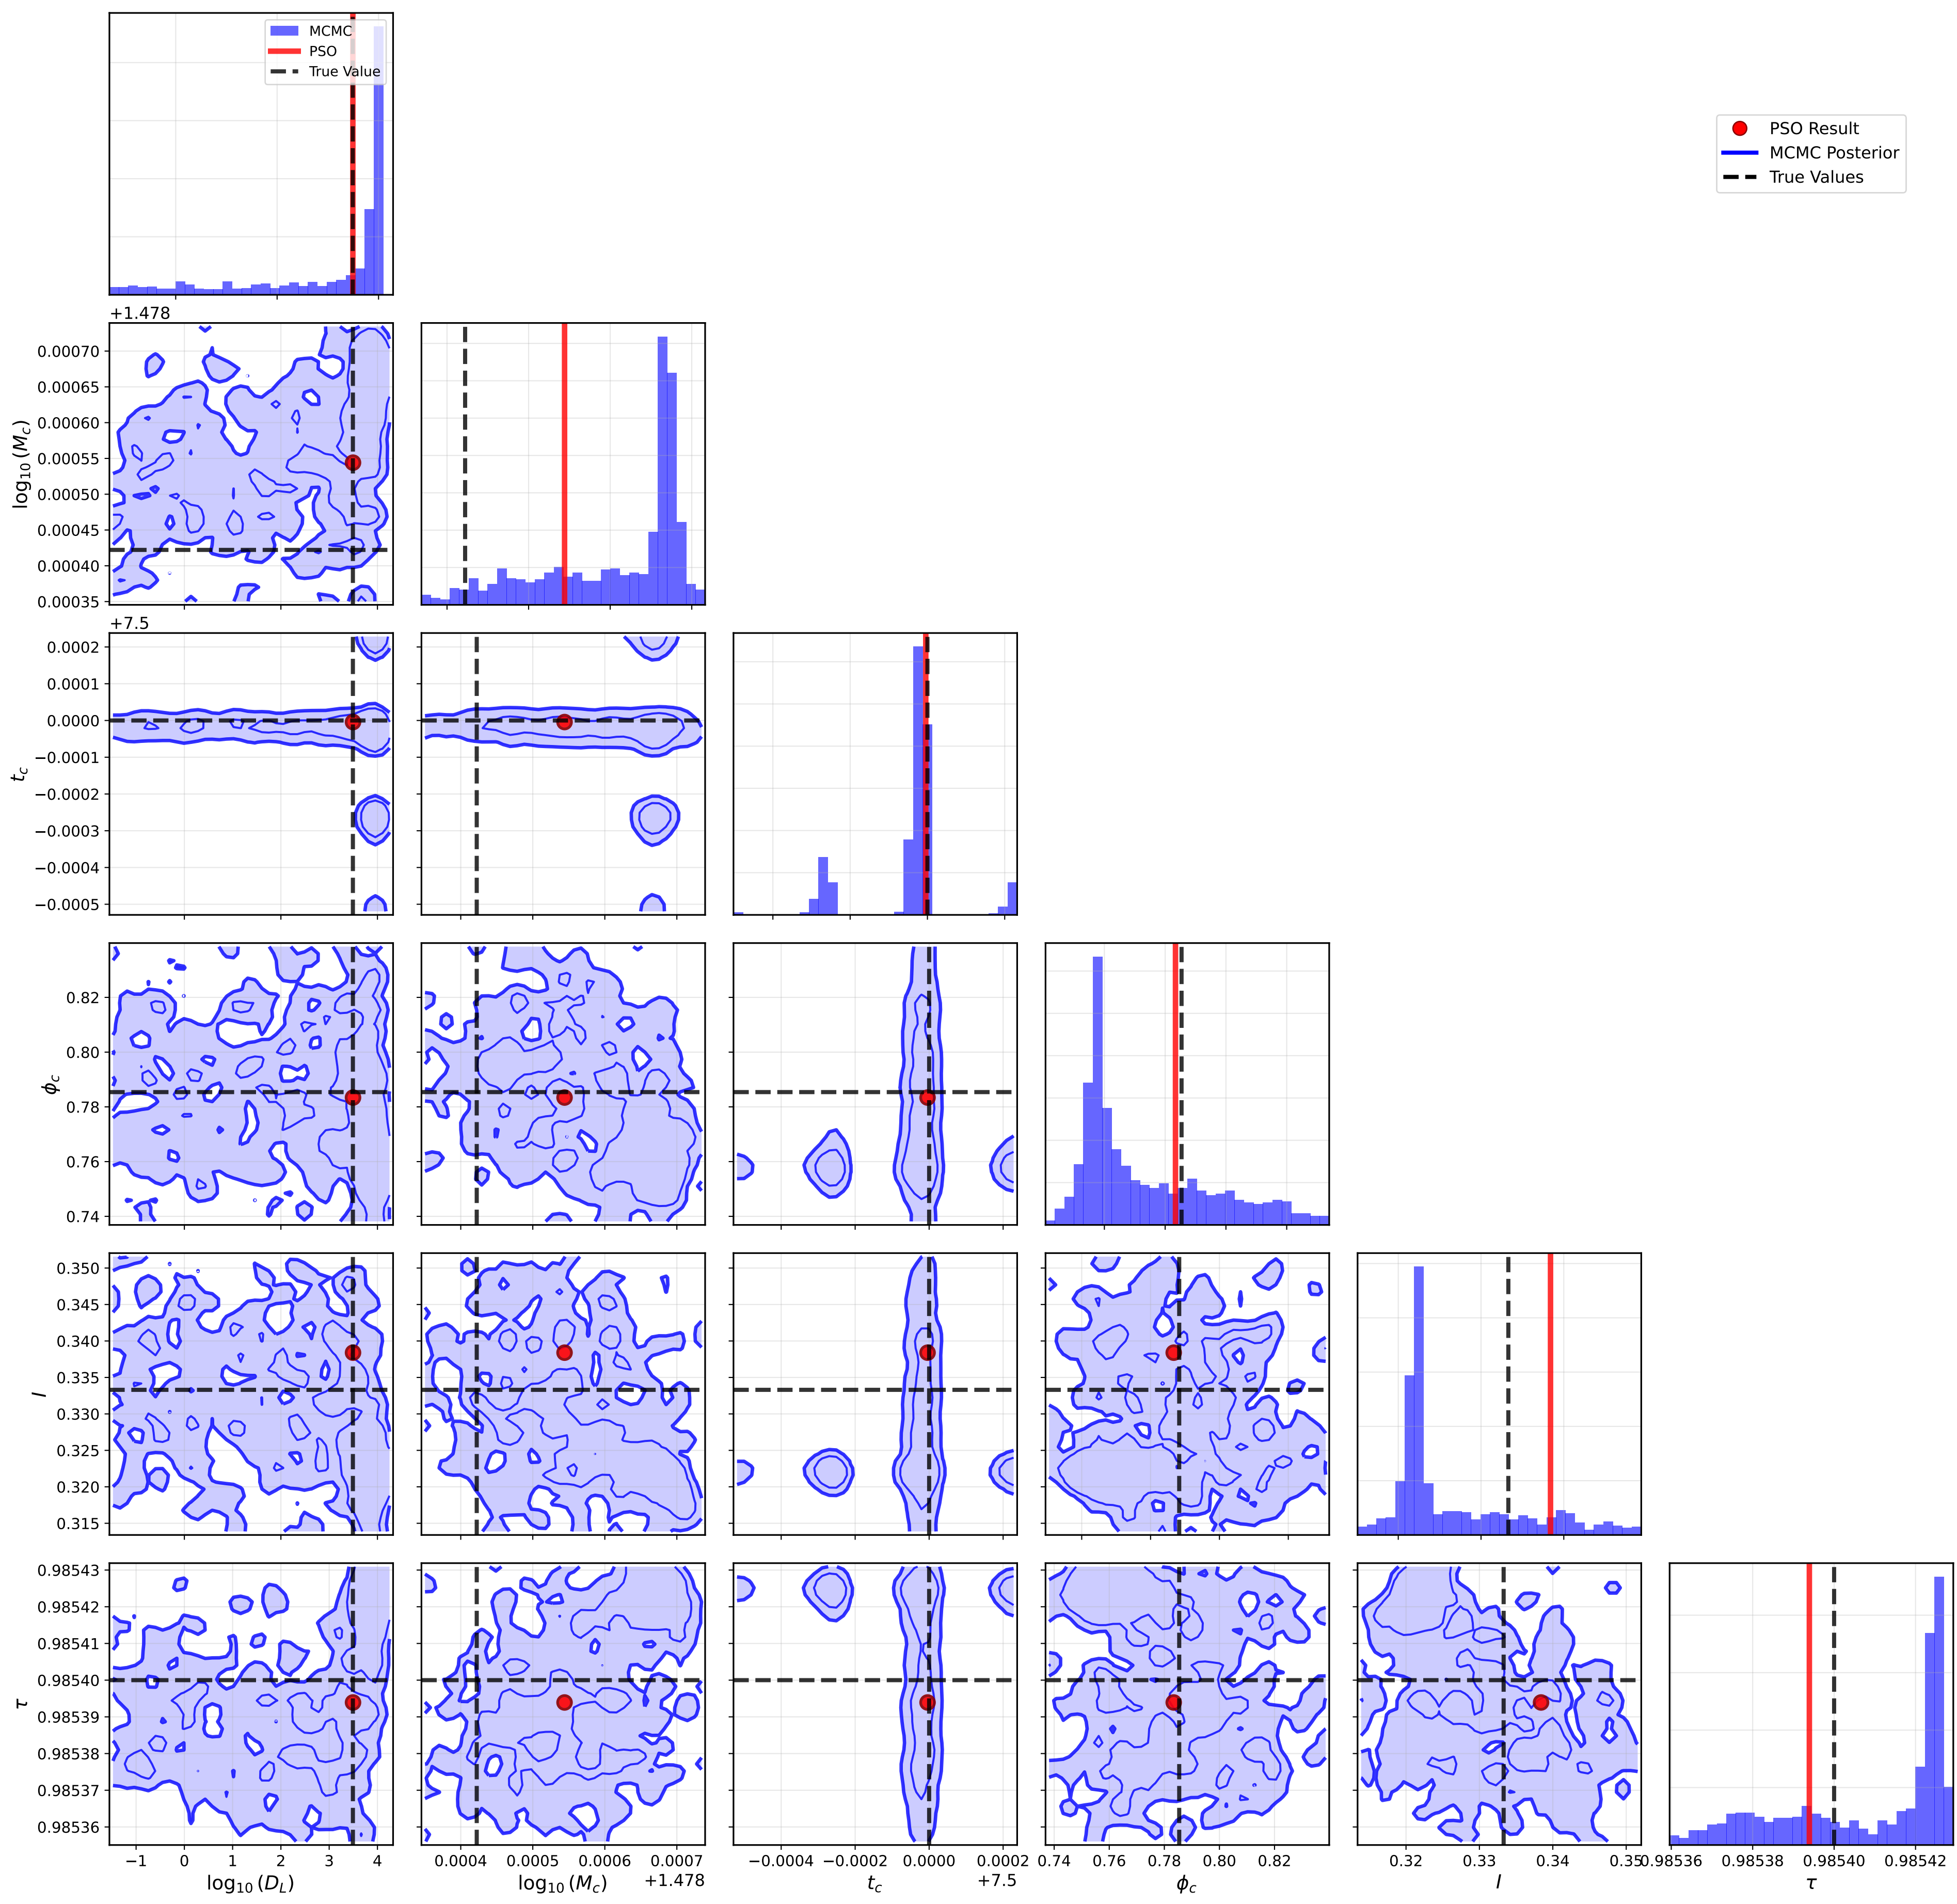 MCMC
PSO
True Value
PSO Result
MCMC Posterior
True Values
+1.478
0.00070
0.00065
0.00060
0.00055
0.00050
0.00045
0.00040
0.00035
log₁₀(M_c)
+7.5
0.0002
0.0001
0.0000
−0.0001
−0.0002
−0.0003
−0.0004
−0.0005
t_c
0.82
0.80
0.78
0.76
0.74
ϕ_c
0.350
0.345
0.340
0.335
0.330
0.325
0.320
0.315
I
0.98543
0.98542
0.98541
0.98540
0.98539
0.98538
0.98537
0.98536
τ
−1 0 1 2 3 4
log₁₀(D_L)
0.0004 0.0005 0.0006 0.0007
log₁₀(M_c) +1.478
−0.0004 −0.0002 0.0000 0.0002
t_c +7.5
0.74 0.76 0.78 0.80 0.82
ϕ_c
0.32 0.33 0.34 0.35
I
0.98536 0.98538 0.98540 0.98542
τ